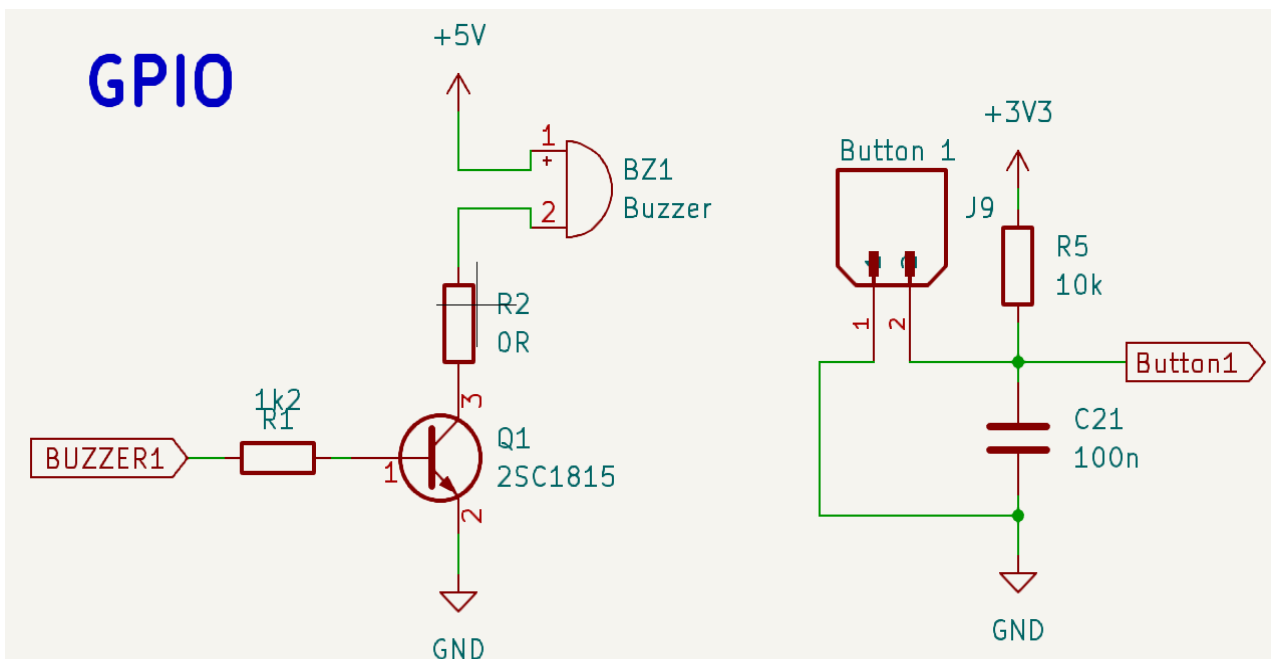 GPIO
+5V
1
+
2
BZ1
Buzzer
R2
0R
3
1k2
R1
BUZZER1
1
Q1
2SC1815
2
GND
Button 1
J9
1
2
+3V3
R5
10k
Button1
C21
100n
GND